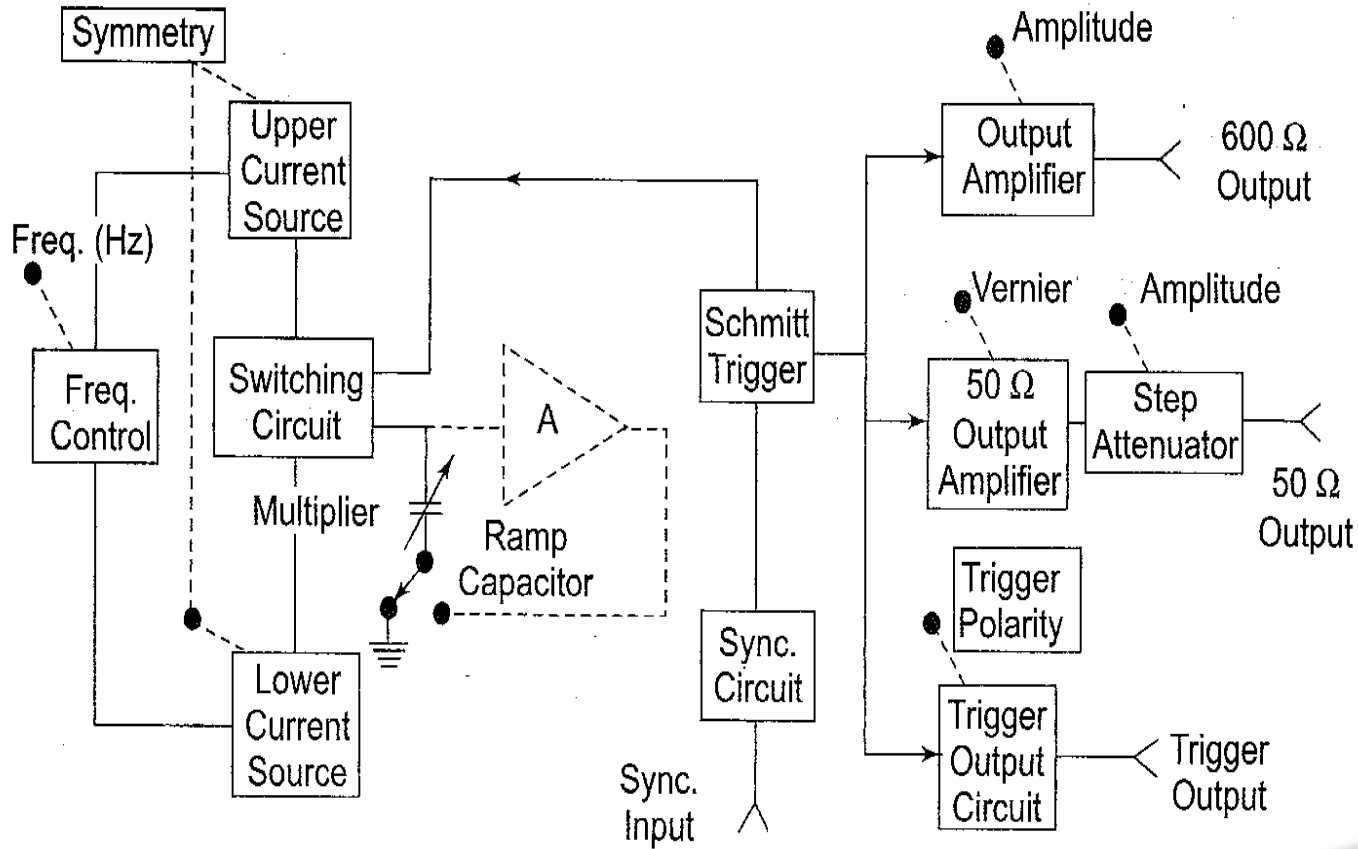 Symmetry
Upper
Current
Source
Freq. (Hz)
Freq.
Control
Switching
Circuit
Multiplier
A
Ramp
Capacitor
Lower
Current
Source
Schmitt
Trigger
Sync.
Circuit
Sync.
Input
Amplitude
Output
Amplifier
600 Ω
Output
Vernier
Amplitude
50 Ω
Output
Amplifier
Step
Attenuator
50 Ω
Output
Trigger
Polarity
Trigger
Output
Circuit
Trigger
Output